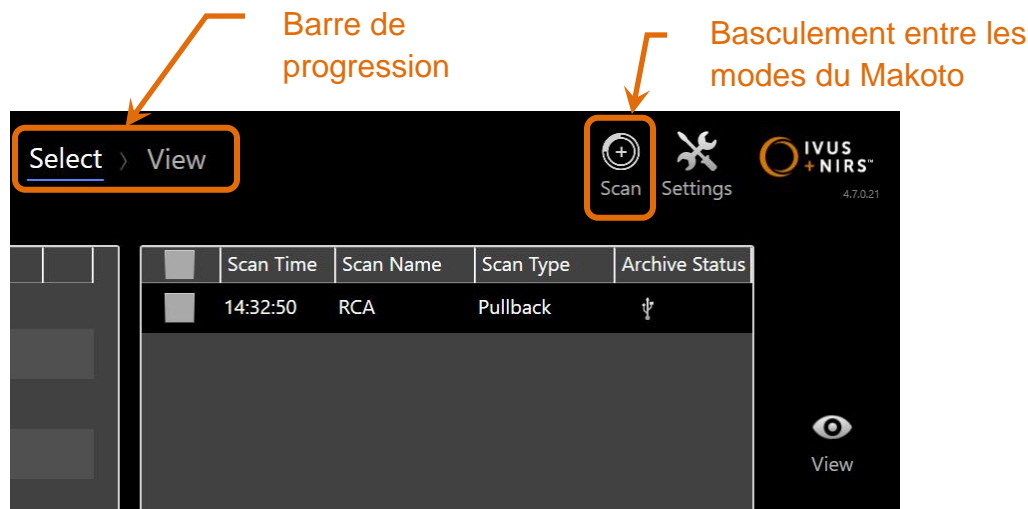 Barre de
progression
Basculement entre les
modes du Makoto
Select > View
Scan
Settings
IVUS
+NIRS™
4.7.0.21
Scan Time Scan Name Scan Type Archive Status
14:32:50 RCA Pullback
View